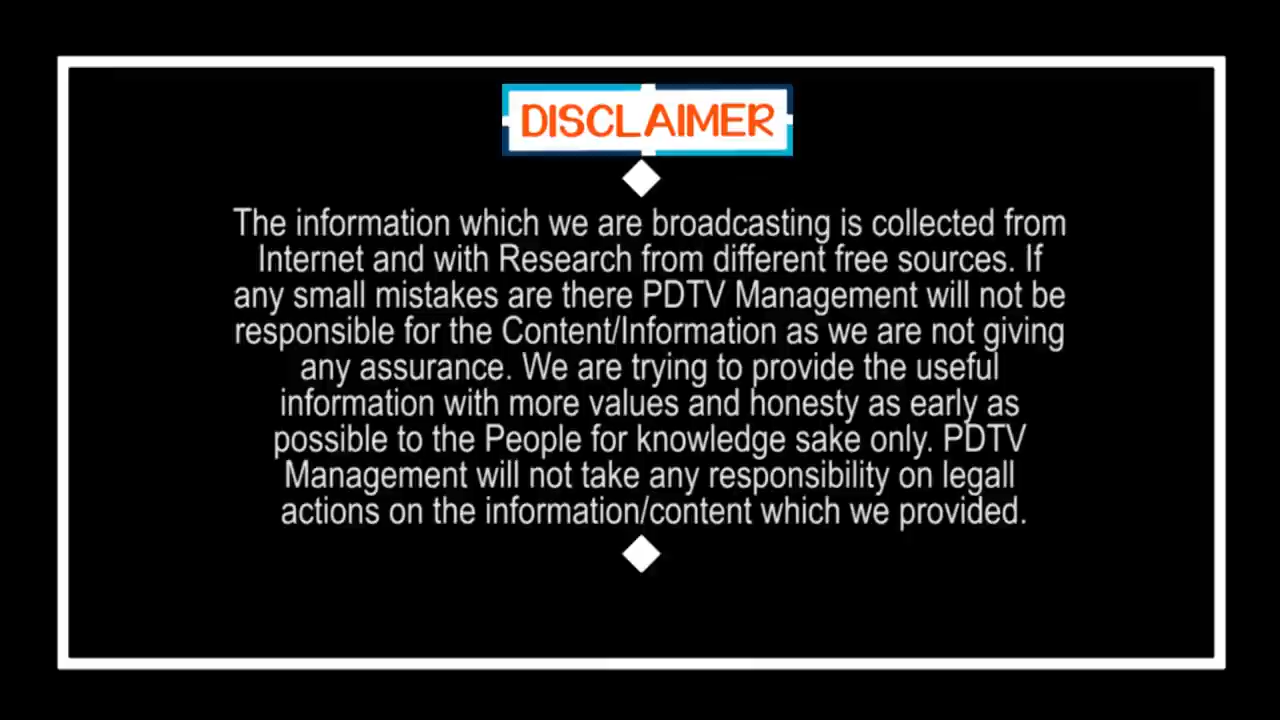 DISCLAIMER
The information which we are broadcasting is collected from
Internet and with Research from different free sources. If
any small mistakes are there PDTV Management will not be
responsible for the Content/Information as we are not giving
any assurance. We are trying to provide the useful
information with more values and honesty as early as
possible to the People for knowledge sake only. PDTV
Management will not take any responsibility on legall
actions on the information/content which we provided.